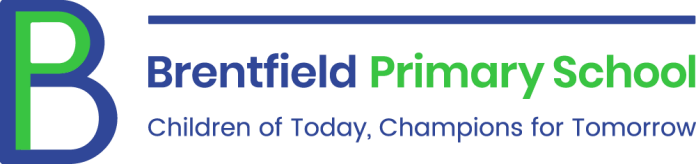 B
Brentfield Primary School
Children of Today, Champions for Tomorrow